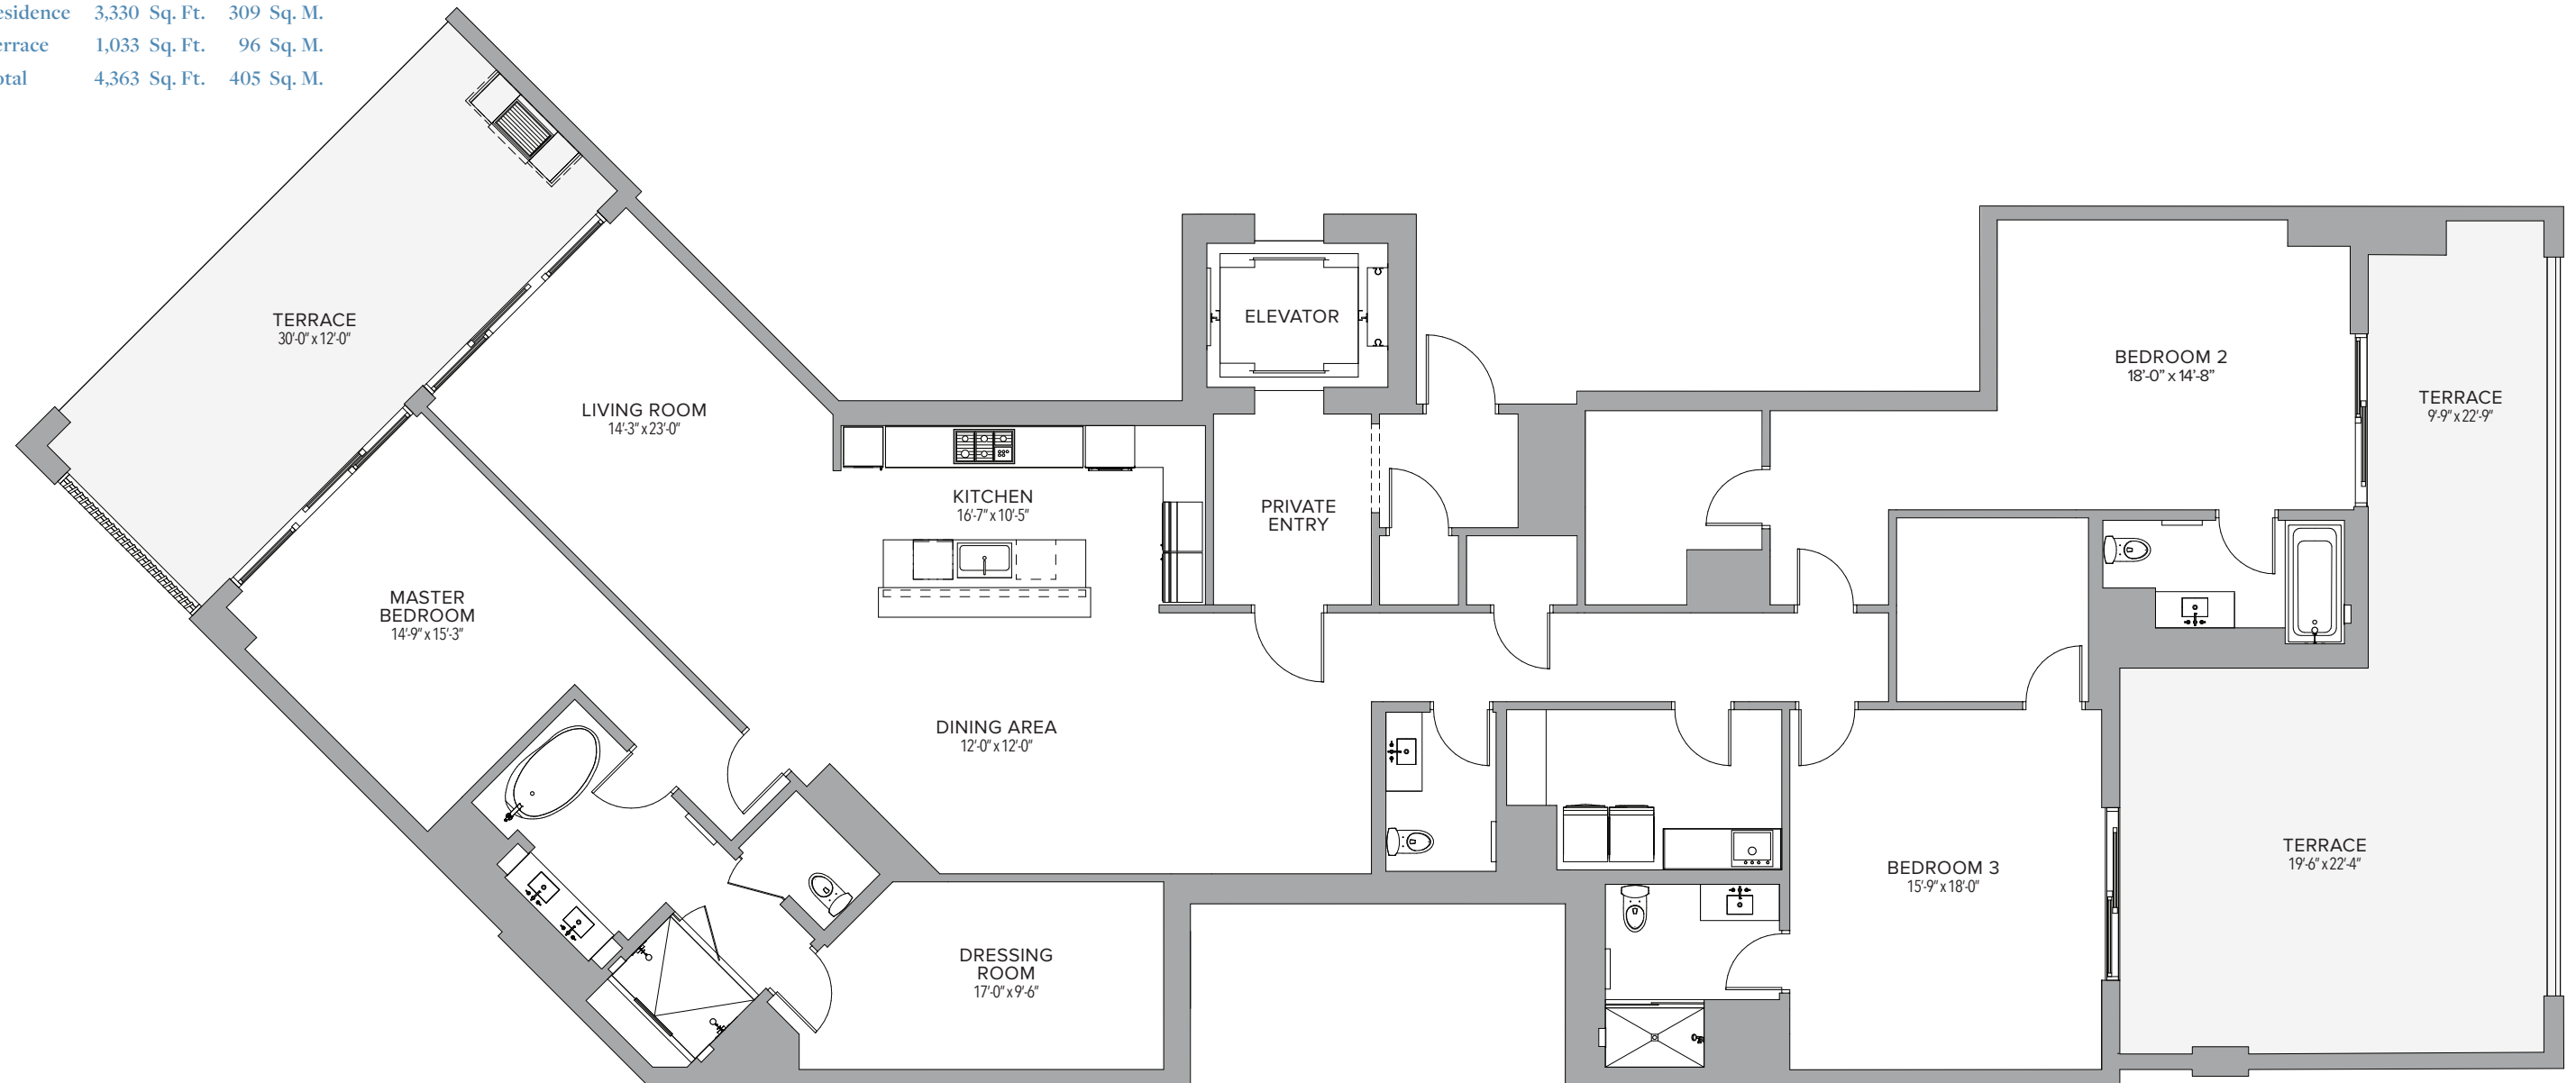 esidence 3,330 Sq. Ft. 309 Sq. M.
errace 1,033 Sq. Ft. 96 Sq. M.
otal 4,363 Sq. Ft. 405 Sq. M.
TERRACE
30'-0" x 12'-0"
LIVING ROOM
14'-3" x 23'-0"
MASTER
BEDROOM
14'-9" x 15'-3"
KITCHEN
16'-7" x 10'-5"
DINING AREA
12'-0" x 12'-0"
DRESSING
ROOM
17'-0" x 9'-6"
ELEVATOR
PRIVATE
ENTRY
BEDROOM 2
18'-0" x 14'-8"
TERRACE
9'-9" x 22'-9"
BEDROOM 3
15'-9" x 18'-0"
TERRACE
19'-6" x 22'-4"